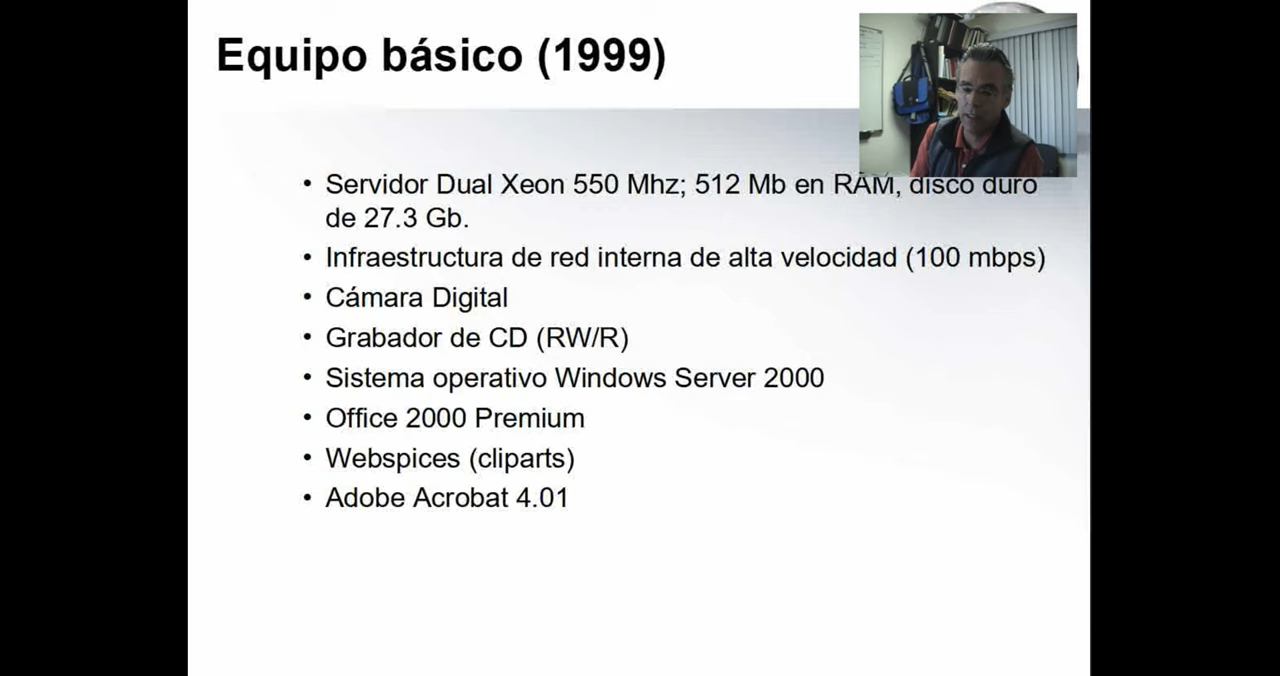 Equipo básico (1999)
• Servidor Dual Xeon 550 Mhz; 512 Mb en RAM, disco duro
de 27.3 Gb.
• Infraestructura de red interna de alta velocidad (100 mbps)
• Cámara Digital
• Grabador de CD (RW/R)
• Sistema operativo Windows Server 2000
• Office 2000 Premium
• Webspices (cliparts)
• Adobe Acrobat 4.01